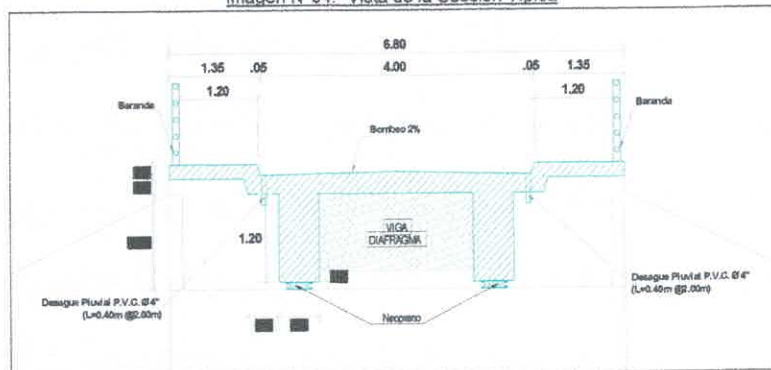 6.80
1.35 .05 4.00 .05 1.35
1.20 1.20
Baranda Baranda
Bombeo 2%
1.20
VIGA
DIAFRAGMA
Desague Pluvial P.V.C. Ø 4"
(L=0.40m @2.00m)
Desague Pluvial P.V.C. Ø 4"
(L=0.40m @2.00m)
Neopreno